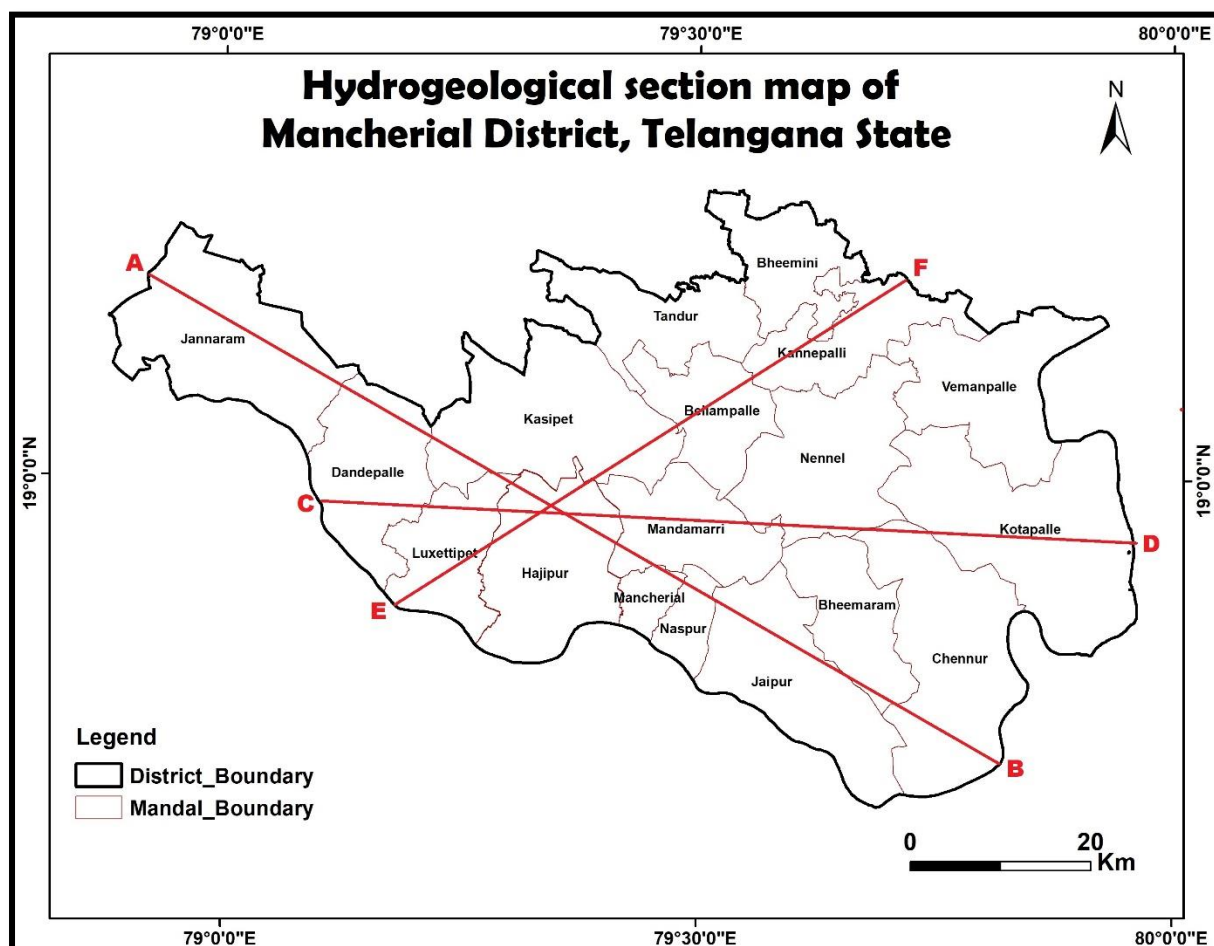 79°0'0"E
79°30'0"E
80°0'0"E
Hydrogeological section map of
Mancherial District, Telangana State
N
A
F
Bheemini
Tandur
Jannaram
Kannepalli
Vemanpalle
Bellampalle
Kasipet
Nennel
19°0'0"N
19°0'0"N
Dandepalle
C
Mandamarri
Kotapalle
D
Luxettipet
Hajipur
E
Mancherial
Bheemaram
Naspur
Chennur
Jaipur
B
Legend
District_Boundary
Mandal_Boundary
0 20
Km
79°0'0"E
79°30'0"E
80°0'0"E